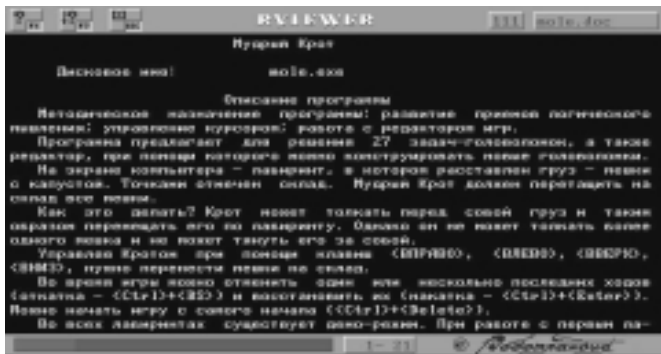 RVIEWER 111 mole.doc
Мудрый Крот
Дисковое имя: mole.exe
Описание программы
Методическое назначение программы: развитие приемов логического
мышления; управление курсором; работа с редактором игр.
Программа предлагает для решения 27 задач-головоломок, а также
редактор, при помощи которого можно конструировать новые головоломки.
На экране компьютера - лабиринт, в котором расставлен груз - мешки
с капустой. Точками отмечен склад. Мудрый Крот должен перетащить на
склад все мешки.
Как это делать? Крот может толкать перед собой груз и таким
образом перемещать его по лабиринту. Однако он не может толкать более
одного мешка и не может тянуть его за собой.
Управляя Кротом при помощи клавиш <ВПРАВО>, <ВЛЕВО>, <ВВЕРХ>,
<ВНИЗ>, нужно перенести мешки на склад.
Во время игры можно отменить один или несколько последних ходов
(откатка - <Ctrl>+<BS>) и восстановить их (накатка - <Ctrl>+<Enter>).
Можно начать игру с самого начала (<Ctrl>+<Delete>).
Во всех лабиринтах существует демо-режим. При работе с первым ла-
1- 21 ©